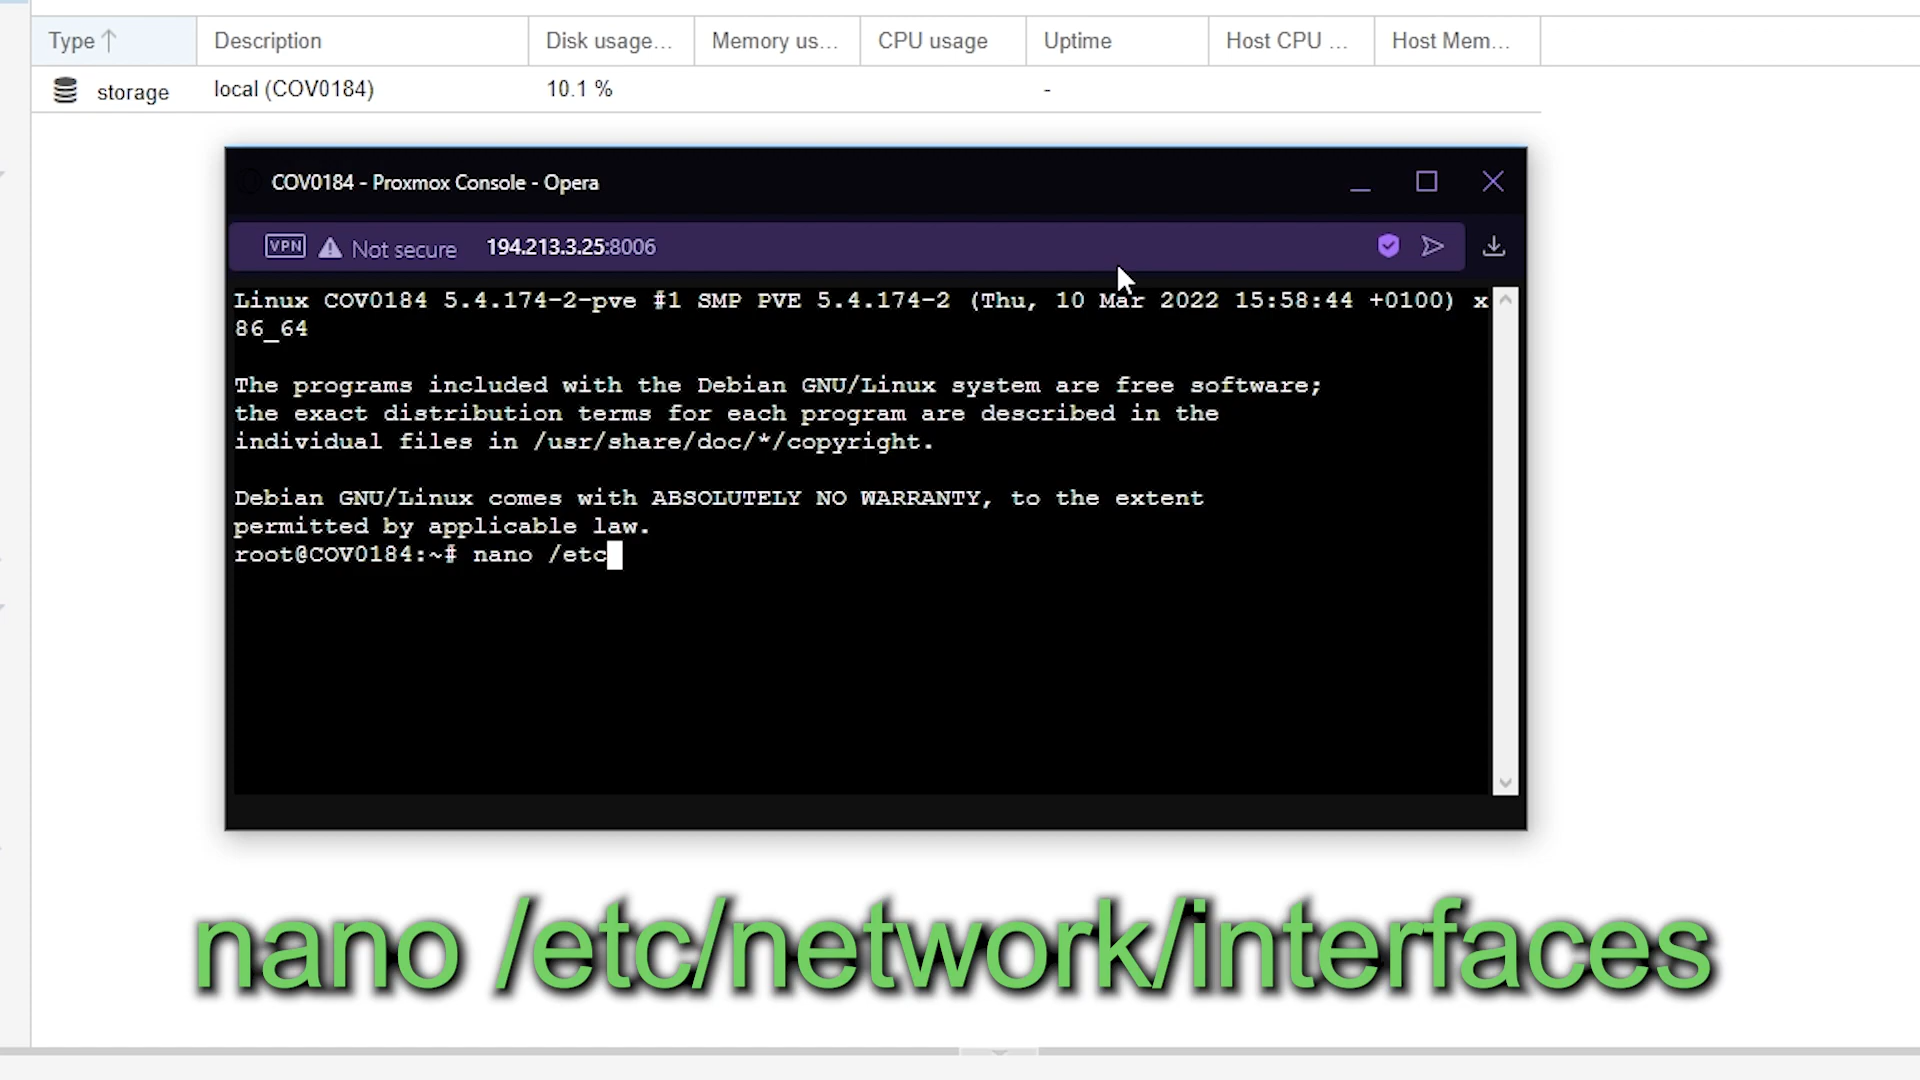 Type Description Disk usage... Memory us... CPU usage Uptime Host CPU ... Host Mem...
storage local (COV0184) 10.1 % -
COV0184 - Proxmox Console - Opera
VPN Not secure 194.213.3.25:8006
Linux COV0184 5.4.174-2-pve #1 SMP PVE 5.4.174-2 (Thu, 10 Mar 2022 15:58:44 +0100) x
86_64
The programs included with the Debian GNU/Linux system are free software;
the exact distribution terms for each program are described in the
individual files in /usr/share/doc/*/copyright.
Debian GNU/Linux comes with ABSOLUTELY NO WARRANTY, to the extent
permitted by applicable law.
root@COV0184:~# nano /etc
nano /etc/network/interfaces